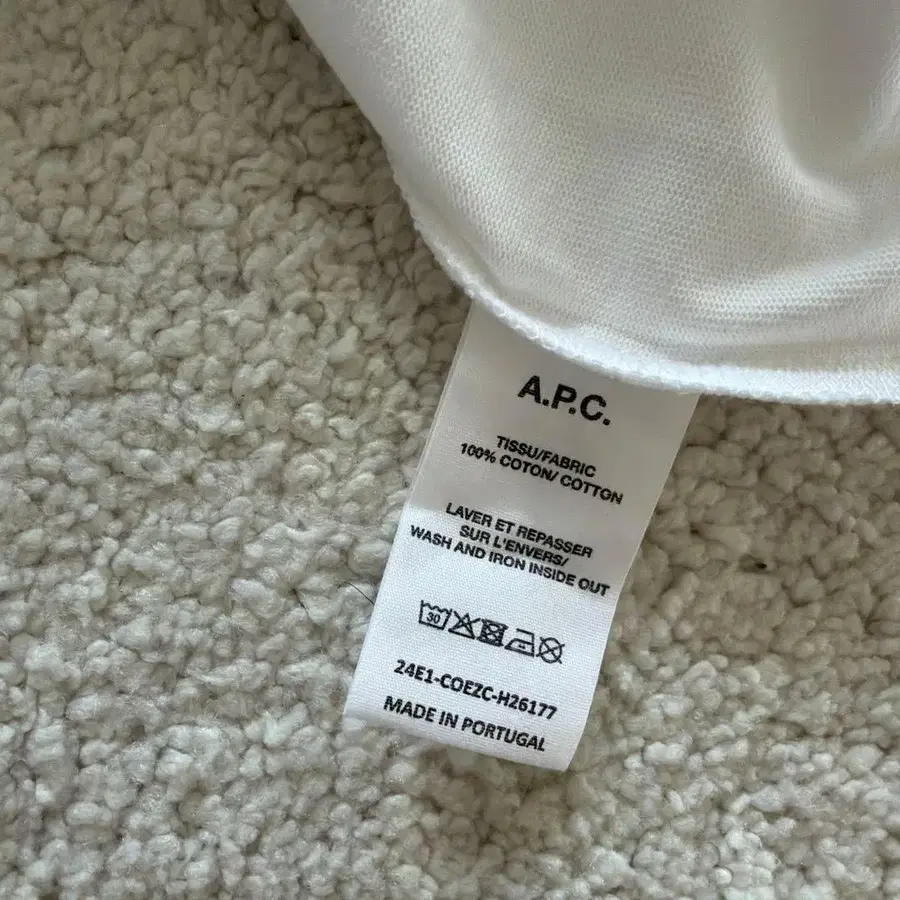 A.P.C.
TISSU/FABRIC
100% COTON/ COTTON
LAVER ET REPASSER
SUR L'ENVERS/
WASH AND IRON INSIDE OUT
30
24E1-COEZC-H26177
MADE IN PORTUGAL